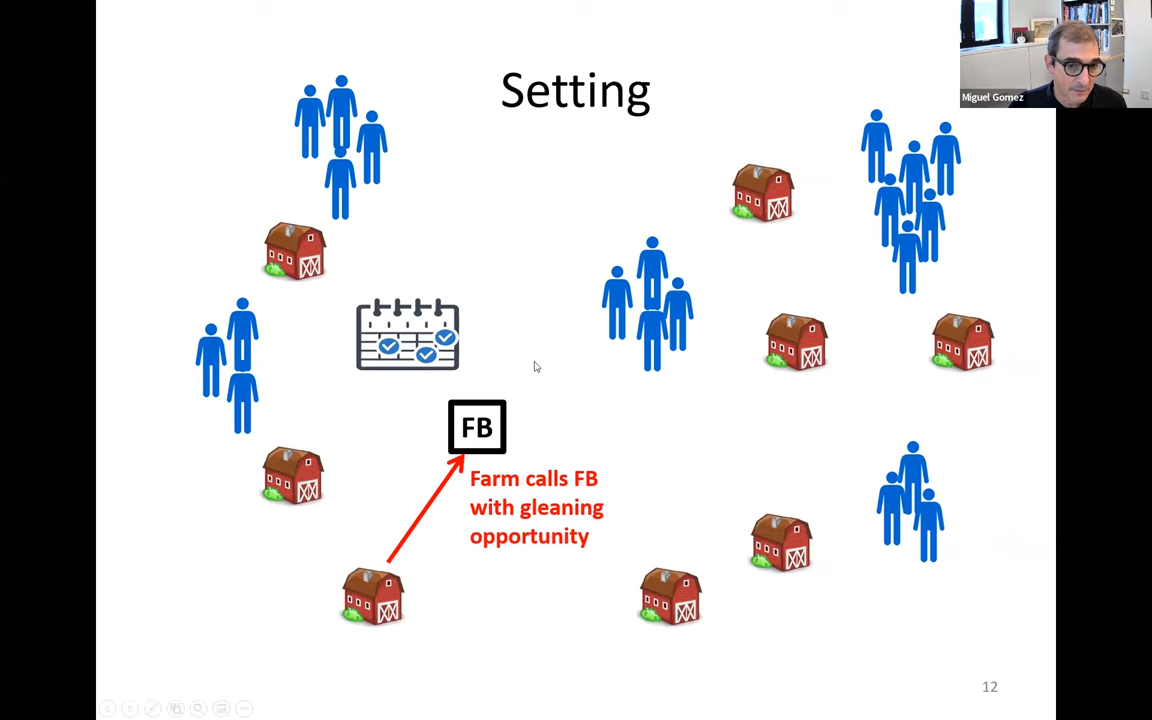 Setting
Miguel Gomez
FB
Farm calls FB
with gleaning
opportunity
12